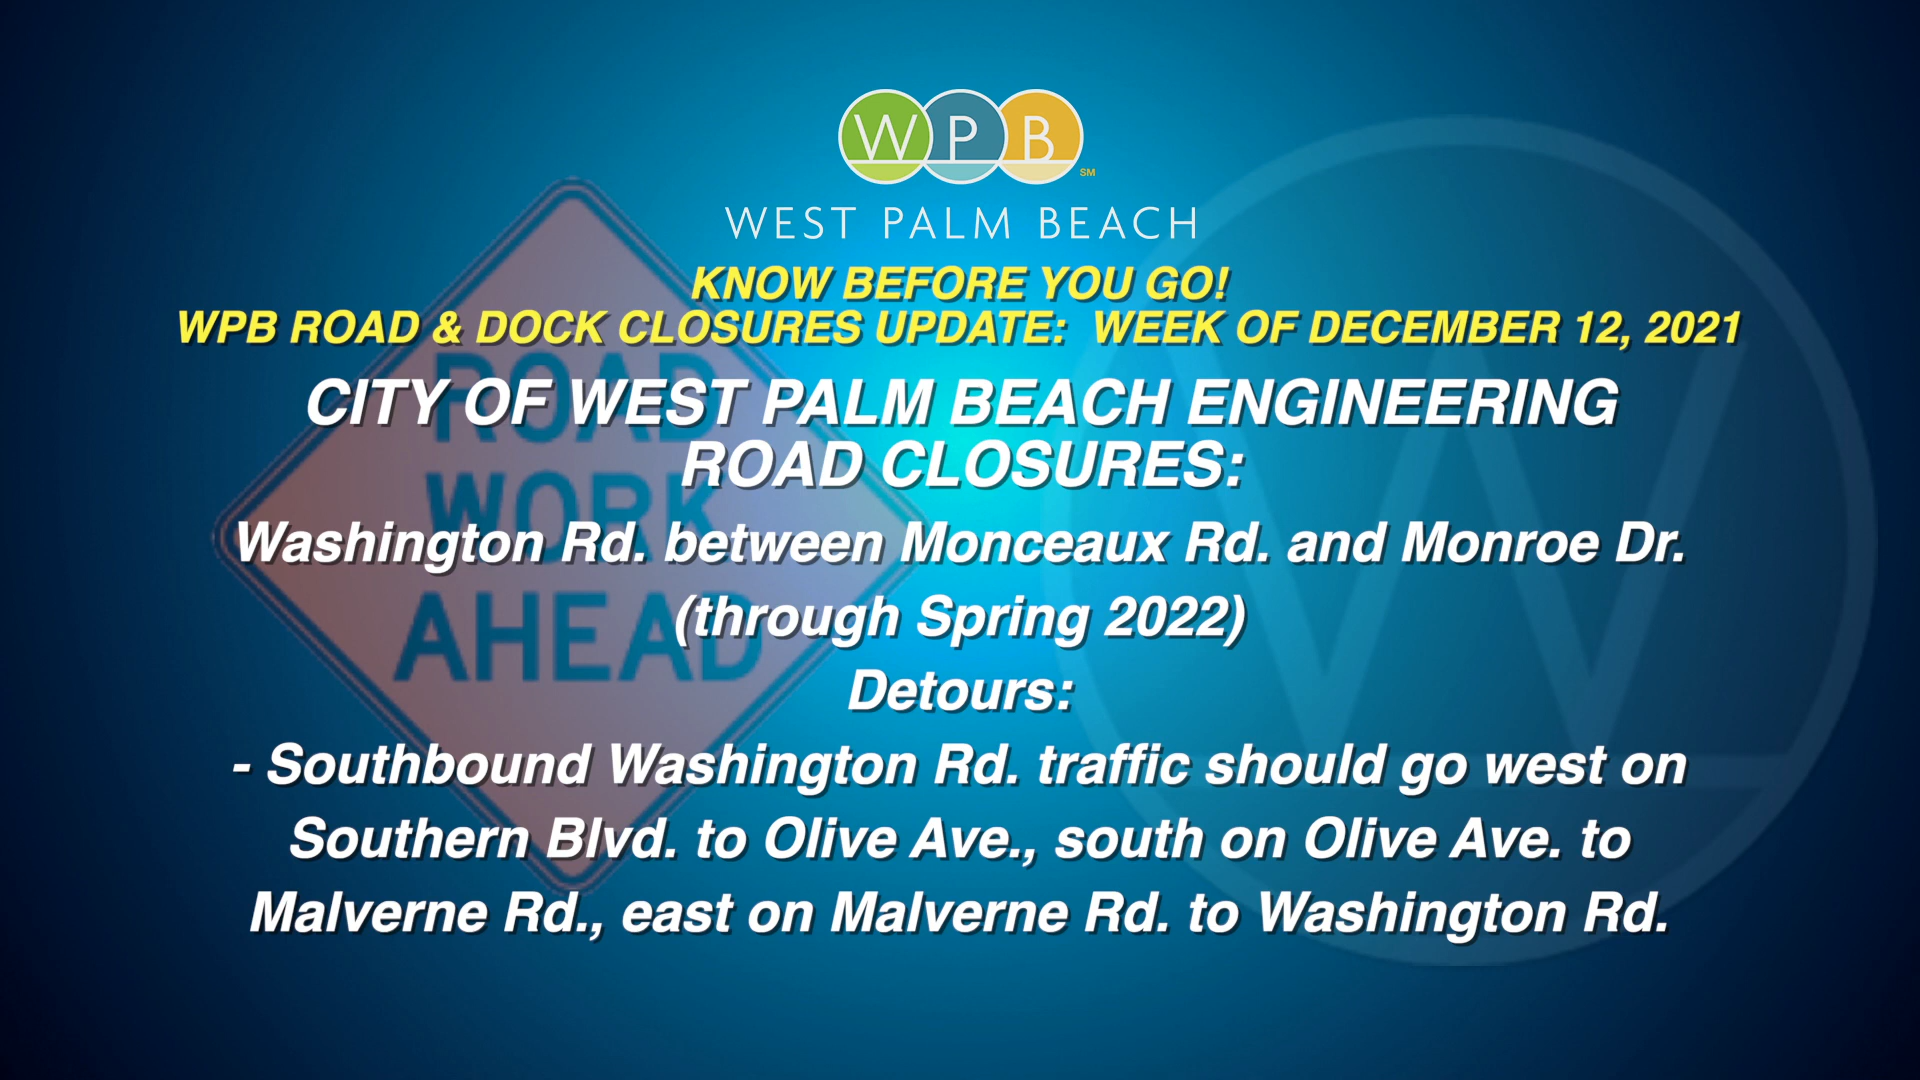 W P B SM
WEST PALM BEACH
KNOW BEFORE YOU GO!
WPB ROAD & DOCK CLOSURES UPDATE: WEEK OF DECEMBER 12, 2021
CITY OF WEST PALM BEACH ENGINEERING
ROAD CLOSURES:
Washington Rd. between Monceaux Rd. and Monroe Dr.
(through Spring 2022)
Detours:
- Southbound Washington Rd. traffic should go west on
Southern Blvd. to Olive Ave., south on Olive Ave. to
Malverne Rd., east on Malverne Rd. to Washington Rd.
ROAD
WORK
AHEAD
W